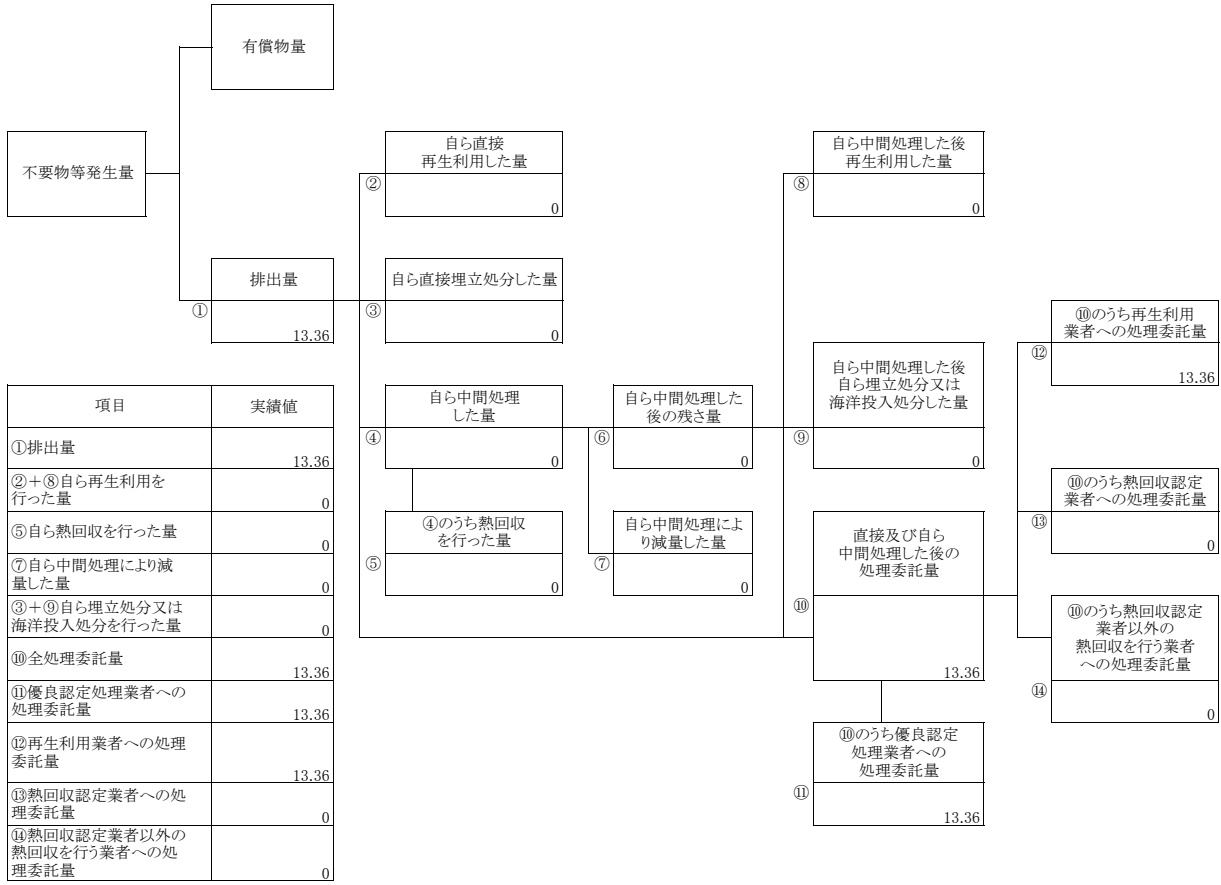 有償物量
不要物等発生量
排出量
①
13.36
自ら直接
再生利用した量
②
0
自ら直接埋立処分した量
③
0
自ら中間処理
した量
④
0
④のうち熱回収
を行った量
⑤
0
自ら中間処理した
後の残さ量
⑥
0
自ら中間処理によ
り減量した量
⑦
0
自ら中間処理した後
再生利用した量
⑧
0
自ら中間処理した後
自ら埋立処分又は
海洋投入処分した量
⑨
0
直接及び自ら
中間処理した後の
処理委託量
⑩
13.36
⑩のうち優良認定
処理業者への
処理委託量
⑪
13.36
⑩のうち再生利用
業者への処理委託量
⑫
13.36
⑩のうち熱回収認定
業者への処理委託量
⑬
0
⑩のうち熱回収認定
業者以外の
熱回収を行う業者
への処理委託量
⑭
0
項目 実績値
①排出量
13.36
②＋⑧自ら再生利用を
行った量
0
⑤自ら熱回収を行った量
0
⑦自ら中間処理により減
量した量
0
③＋⑨自ら埋立処分又は
海洋投入処分を行った量
0
⑩全処理委託量
13.36
⑪優良認定処理業者への
処理委託量
13.36
⑫再生利用業者への処理
委託量
13.36
⑬熱回収認定業者への処
理委託量
0
⑭熱回収認定業者以外の
熱回収を行う業者への処
理委託量
0